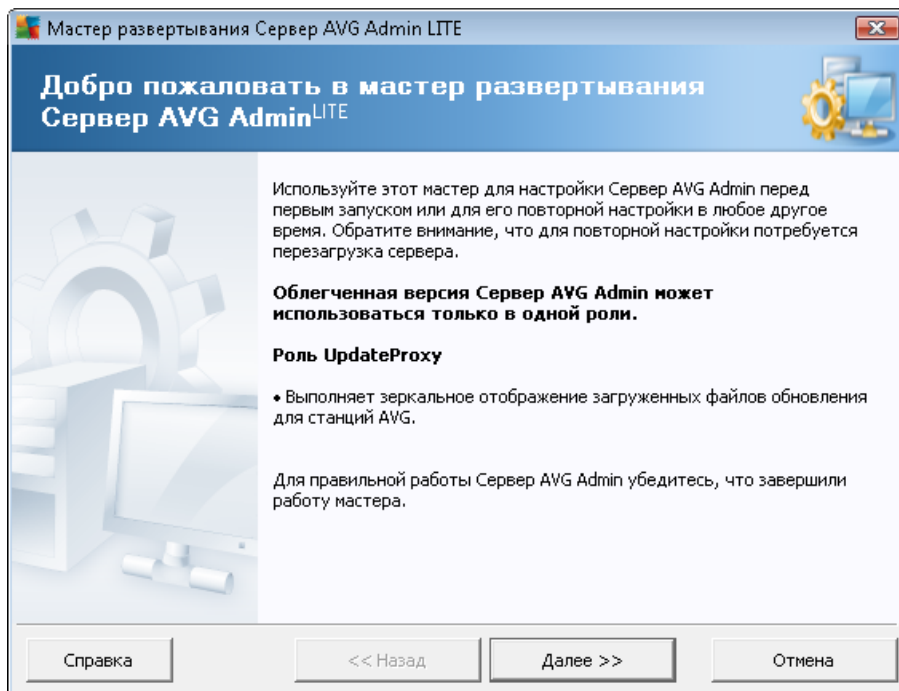 Мастер развертывания Сервер AVG Admin LITE
Добро пожаловать в мастер развертывания
Сервер AVG Admin LITE
Используйте этот мастер для настройки Сервер AVG Admin перед
первым запуском или для его повторной настройки в любое другое
время. Обратите внимание, что для повторной настройки потребуется
перезагрузка сервера.
Облегченная версия Сервер AVG Admin может
использоваться только в одной роли.
Роль UpdateProxy
• Выполняет зеркальное отображение загруженных файлов обновления
для станций AVG.
Для правильной работы Сервер AVG Admin убедитесь, что завершили
работу мастера.
Справка
<< Назад
Далее >>
Отмена